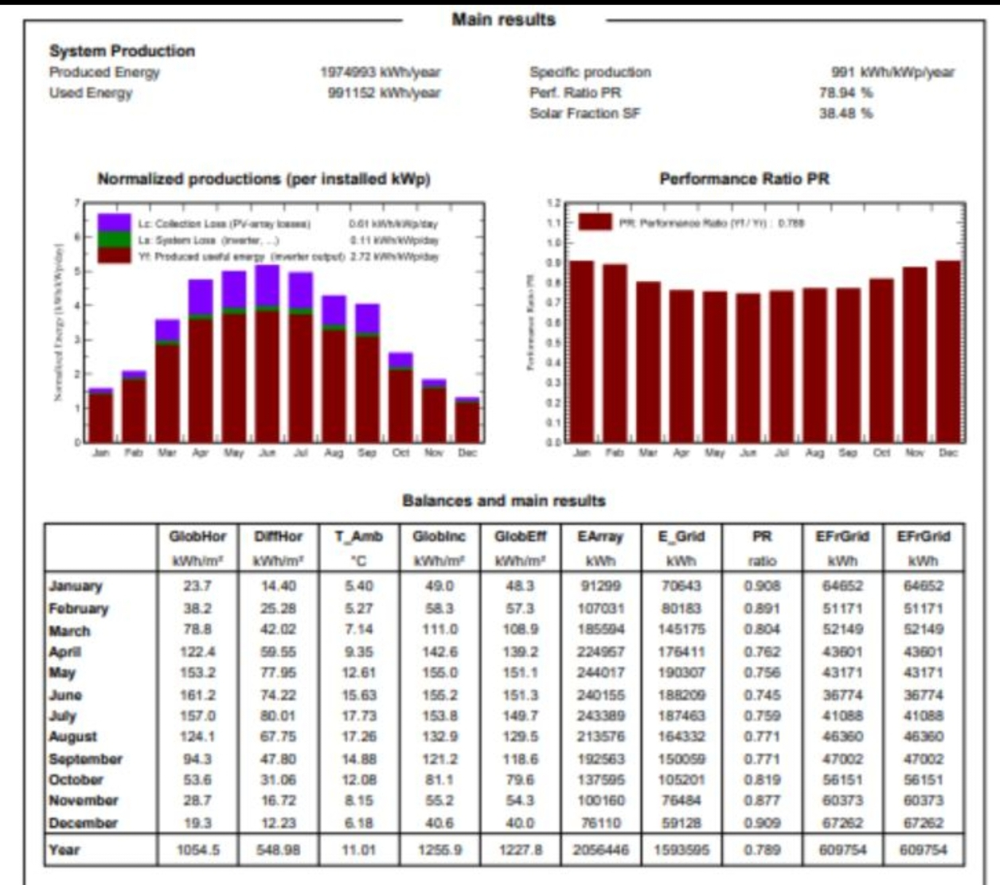 Main results
System Production
Produced Energy 1974993 kWh/year Specific production 991 kWh/kWp/year
Used Energy 991152 kWh/year Perf. Ratio PR 78.94 %
Solar Fraction SF 38.48 %
Normalized productions (per installed kWp)
7
6
5
4
3
2
1
0
Normalized Energy [kWh/kWp/day]
Lc: Collection Loss (PV-array losses) 0.61 kWh/kWp/day
Ls: System Loss (inverter, ...) 0.11 kWh/kWp/day
Yf: Produced useful energy (inverter output) 2.72 kWh/kWp/day
Jan Feb Mar Apr May Jun Jul Aug Sep Oct Nov Dec
Performance Ratio PR
1.2
1.1
1.0
0.9
0.8
0.7
0.6
0.5
0.4
0.3
0.2
0.1
0.0
Performance Ratio PR
PR: Performance Ratio (Yf / Yr) : 0.789
Jan Feb Mar Apr May Jun Jul Aug Sep Oct Nov Dec
Balances and main results
GlobHor DiffHor T_Amb GlobInc GlobEff EArray E_Grid PR EFrGrid EFrGrid
kWh/m² kWh/m² °C kWh/m² kWh/m² kWh kWh ratio kWh kWh
January 23.7 14.40 5.40 49.0 48.3 91299 70643 0.908 64652 64652
February 38.2 25.28 5.27 58.3 57.3 107031 80183 0.891 51171 51171
March 78.8 42.02 7.14 111.0 108.9 185594 145175 0.804 52149 52149
April 122.4 59.55 9.35 142.6 139.2 224957 176411 0.762 43601 43601
May 153.2 77.95 12.61 155.0 151.1 244017 190307 0.756 43171 43171
June 161.2 74.22 15.63 155.2 151.3 240155 188209 0.745 36774 36774
July 157.0 80.01 17.73 153.8 149.7 243389 187463 0.759 41088 41088
August 124.1 67.75 17.26 132.9 129.5 213576 164332 0.771 46360 46360
September 94.3 47.80 14.88 121.2 118.6 192563 150059 0.771 47002 47002
October 53.6 31.06 12.08 81.1 79.6 137595 105201 0.819 56151 56151
November 28.7 16.72 8.15 55.2 54.3 100160 76484 0.877 60373 60373
December 19.3 12.23 6.18 40.6 40.0 76110 59128 0.909 67262 67262
Year 1054.5 548.98 11.01 1255.9 1227.8 2056446 1593595 0.789 609754 609754